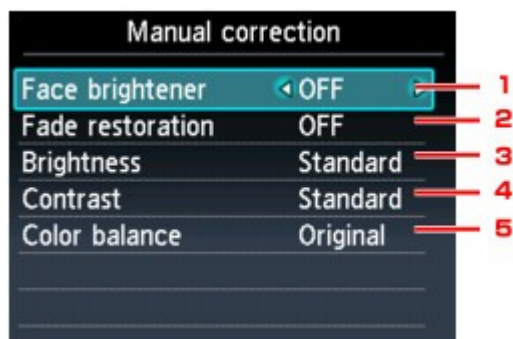 Manual correction
Face brightener OFF 1
Fade restoration OFF 2
Brightness Standard 3
Contrast Standard 4
Color balance Original 5